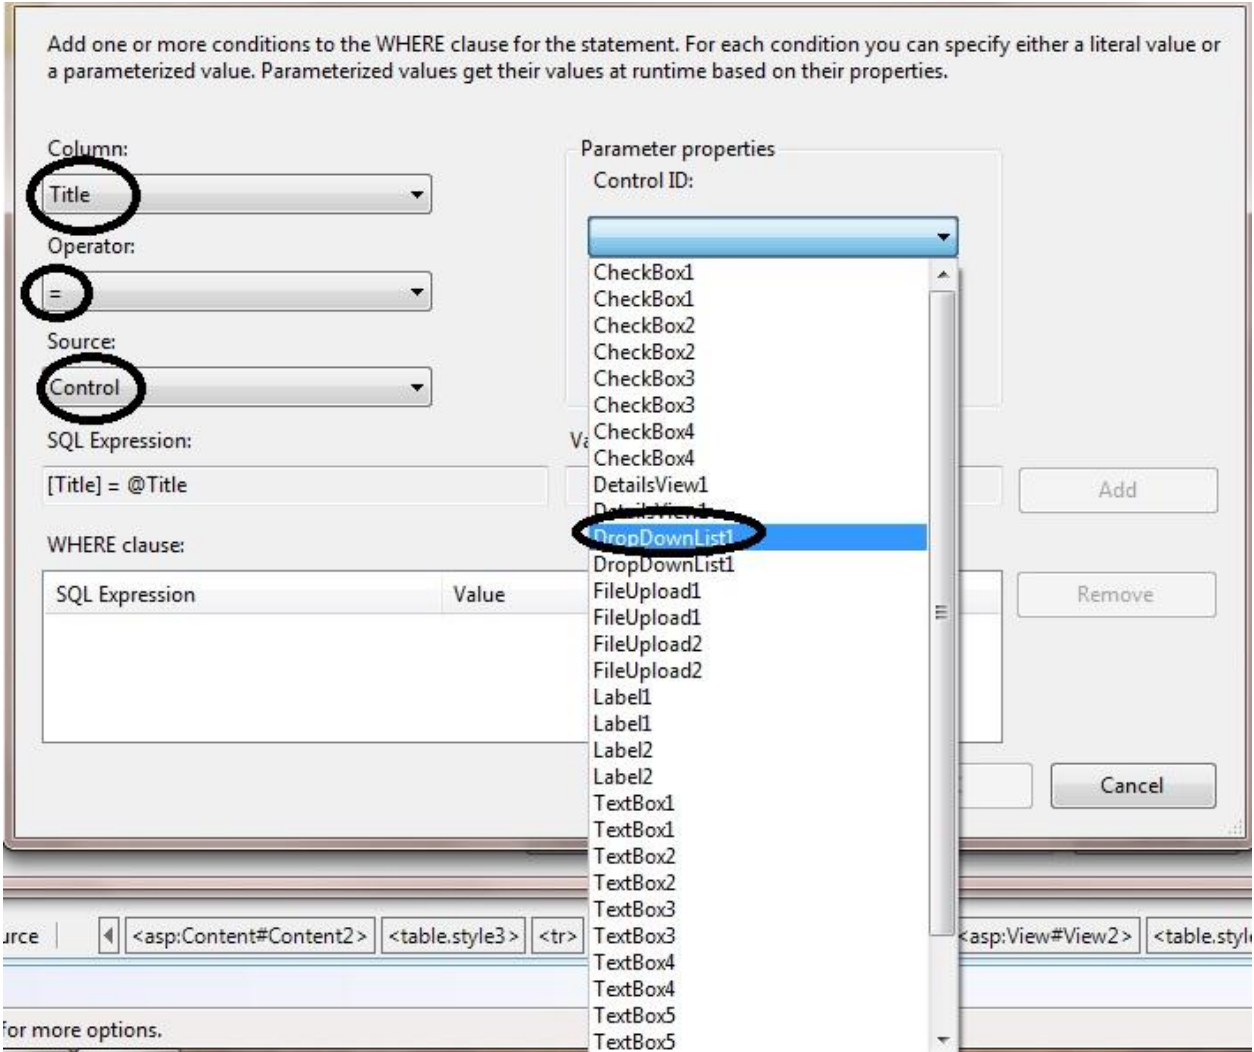 Add one or more conditions to the WHERE clause for the statement. For each condition you can specify either a literal value or
a parameterized value. Parameterized values get their values at runtime based on their properties.
Column:
Title
Operator:
=
Source:
Control
SQL Expression:
[Title] = @Title
WHERE clause:
SQL Expression Value
Parameter properties
Control ID:
CheckBox1
CheckBox1
CheckBox2
CheckBox2
CheckBox3
CheckBox3
CheckBox4
CheckBox4
DetailsView1
DetailsView1
DropDownList1
DropDownList1
FileUpload1
FileUpload1
FileUpload2
FileUpload2
Label1
Label1
Label2
Label2
TextBox1
TextBox1
TextBox2
TextBox2
TextBox3
TextBox3
TextBox4
TextBox4
TextBox5
TextBox5
Add
Remove
Cancel
<asp:Content#Content2> <table.style3> <tr> <asp:View#View2> <table.styl
for more options.